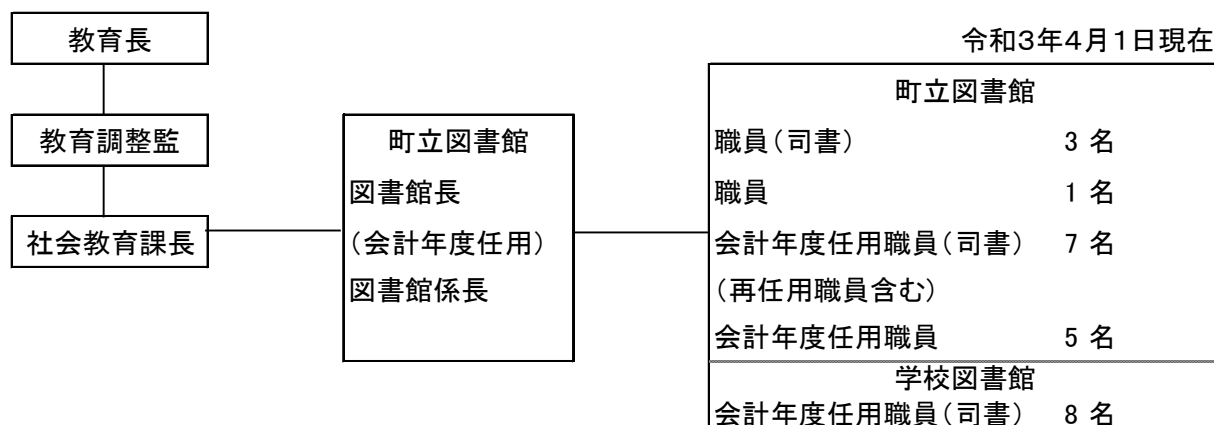 教育長
令和3年4月1日現在
教育調整監
社会教育課長
町立図書館
図書館長
(会計年度任用)
図書館係長
町立図書館
職員(司書) 3 名
職員 1 名
会計年度任用職員(司書) 7 名
(再任用職員含む)
会計年度任用職員 5 名
学校図書館
会計年度任用職員(司書) 8 名